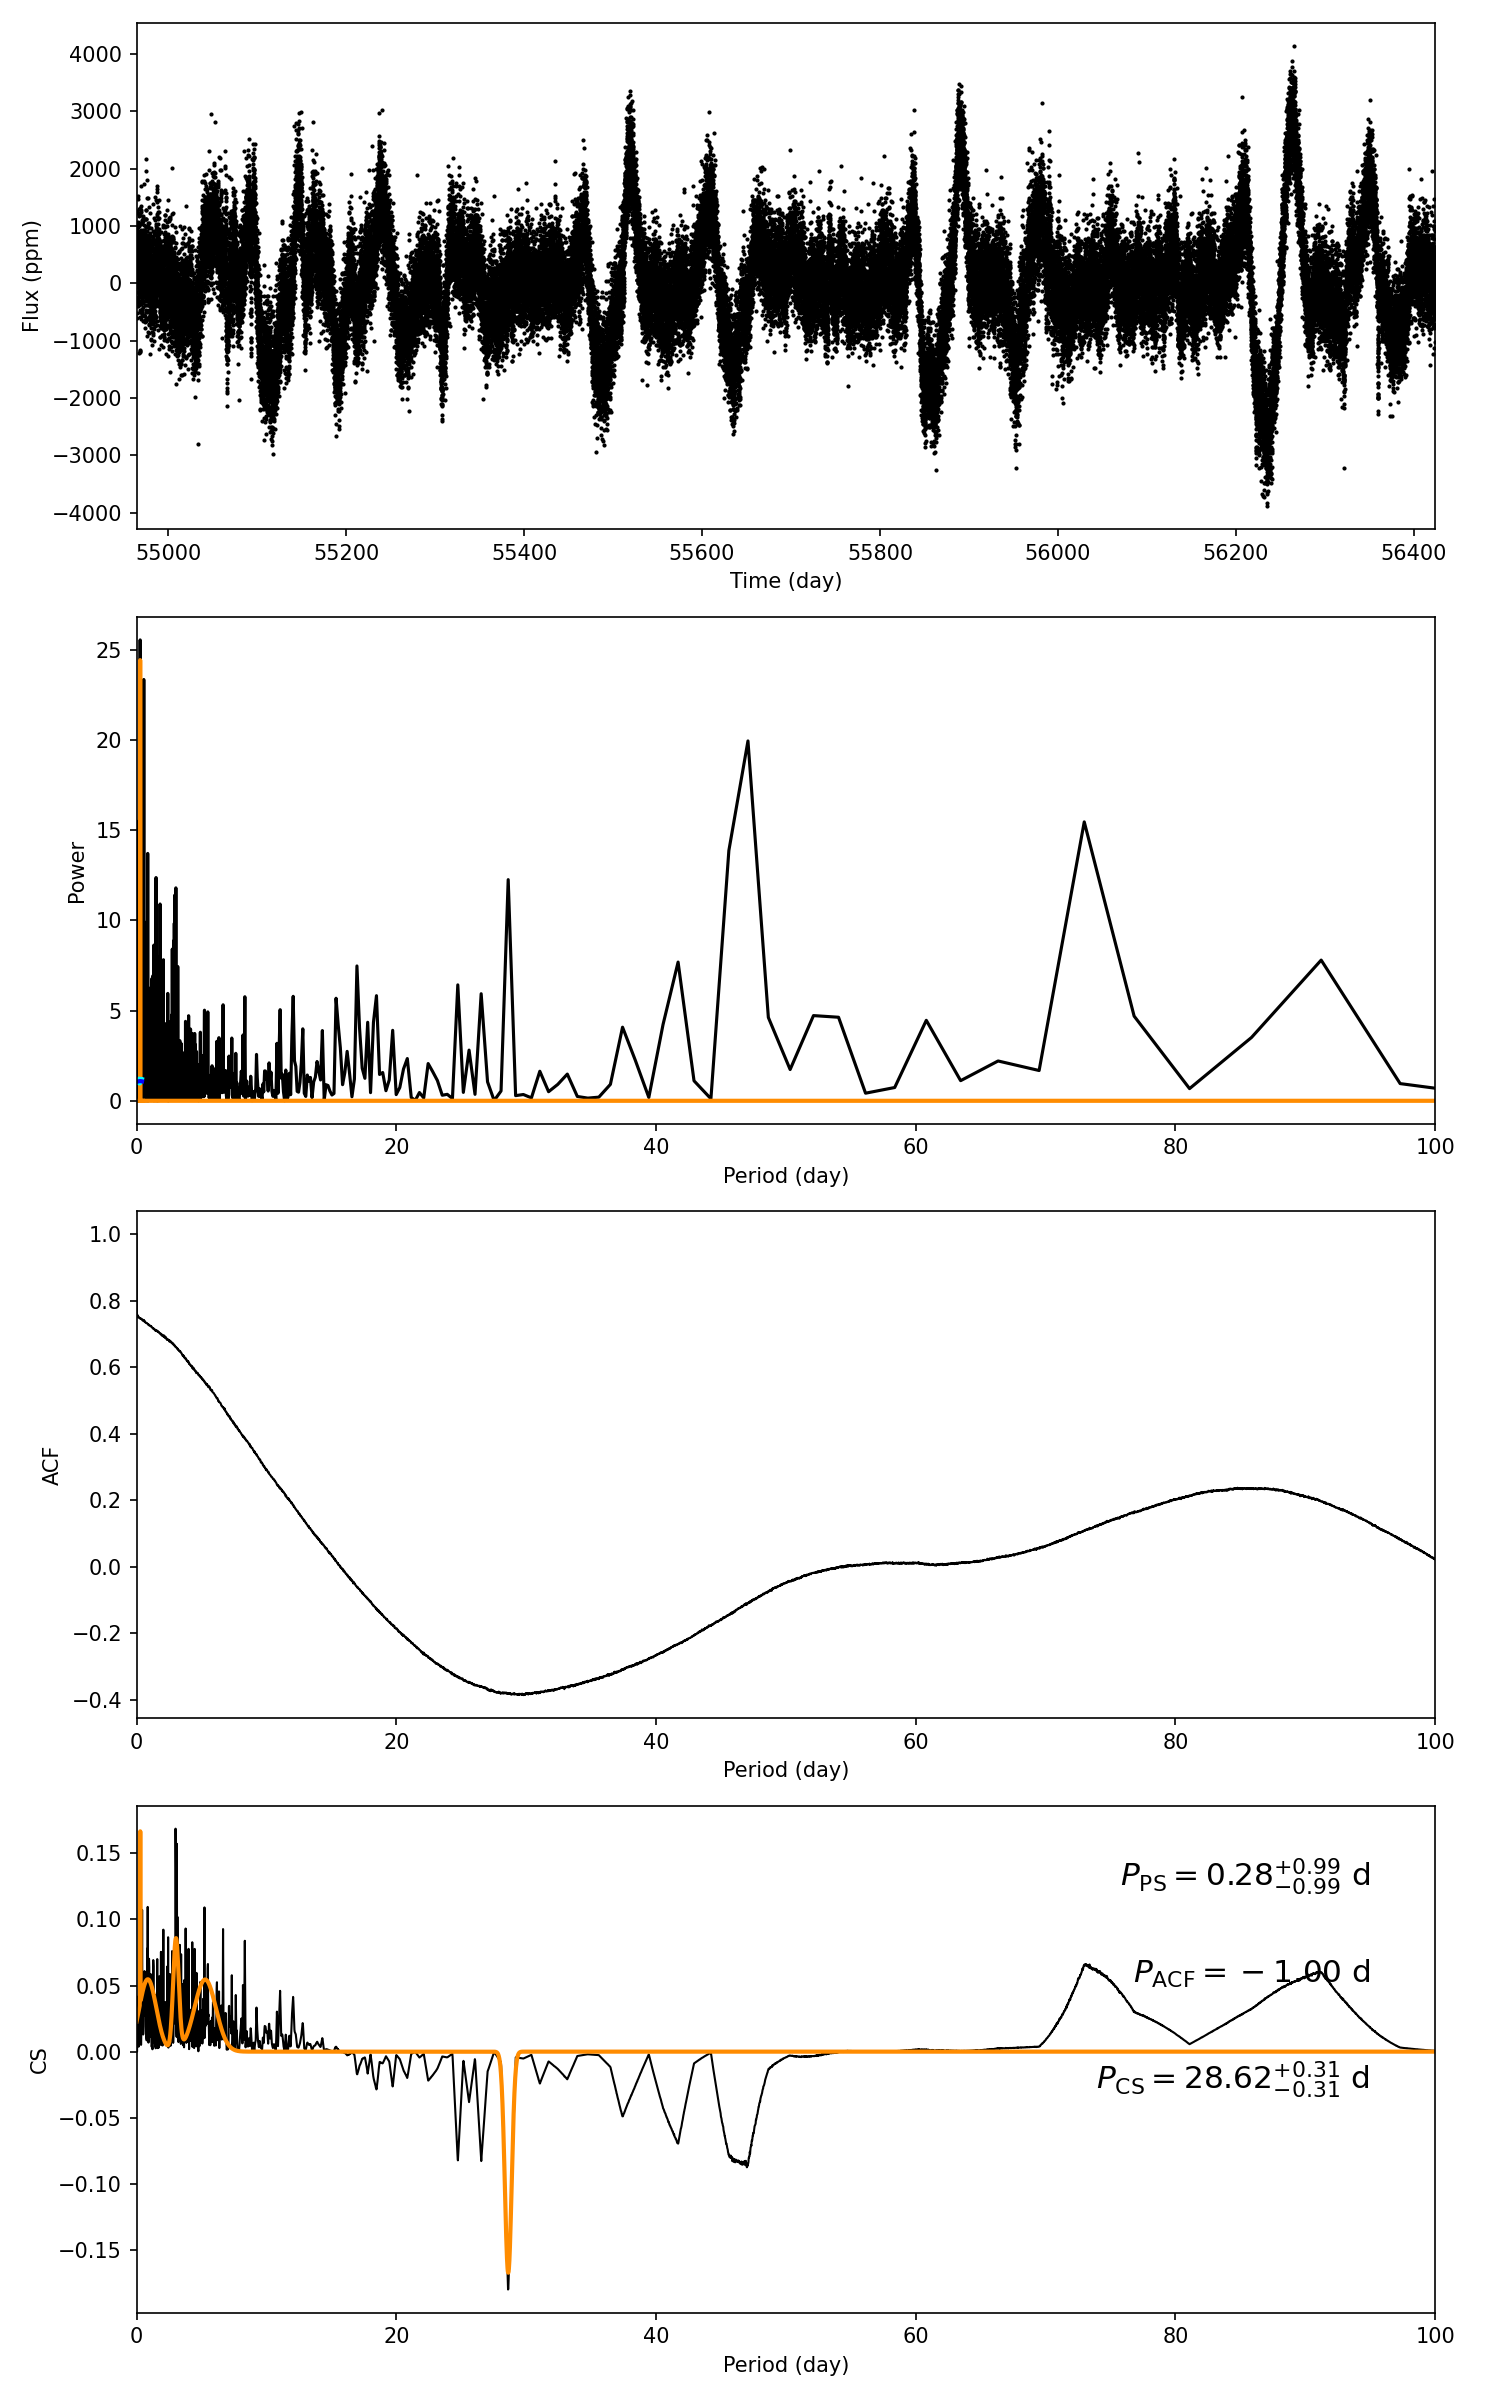 4000
3000
2000
1000
0
−1000
−2000
−3000
−4000
Flux (ppm)
55000 55200 55400 55600 55800 56000 56200 56400
Time (day)
25
20
15
10
5
0
Power
0 20 40 60 80 100
Period (day)
1.0
0.8
0.6
0.4
0.2
0.0
−0.2
−0.4
ACF
0 20 40 60 80 100
Period (day)
0.15
0.10
0.05
0.00
−0.05
−0.10
−0.15
CS
P_PS = 0.28^{+0.99}_{−0.99} d
P_ACF = −1.00 d
P_CS = 28.62^{+0.31}_{−0.31} d
0 20 40 60 80 100
Period (day)